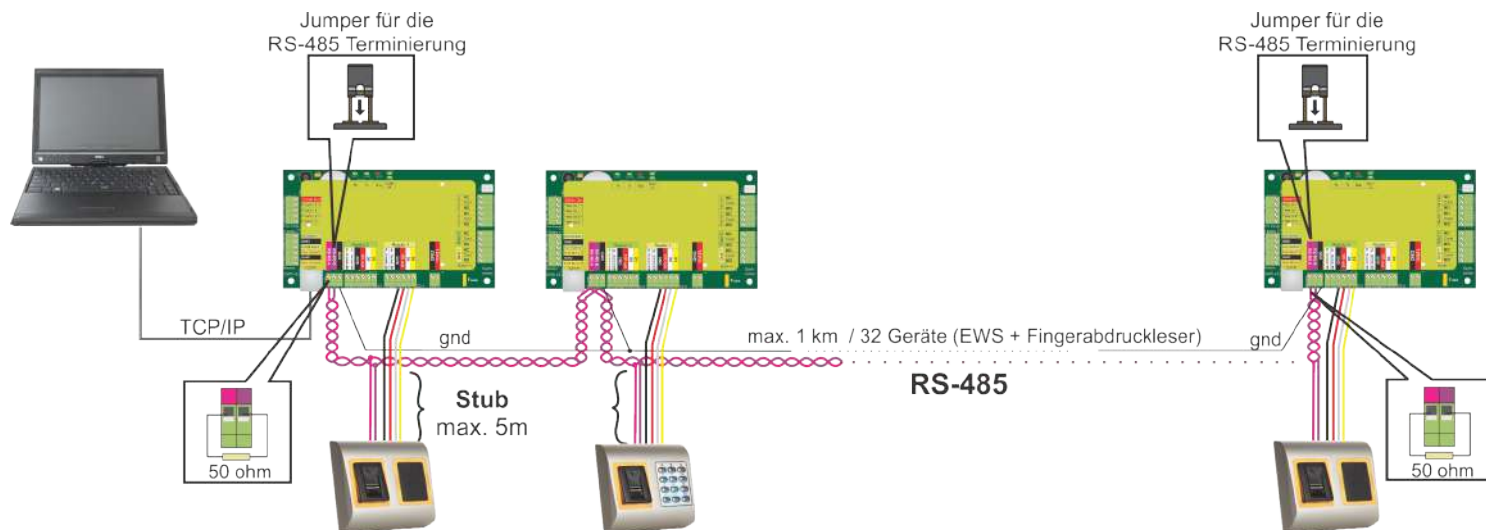 Jumper für die
RS-485 Terminierung
Jumper für die
RS-485 Terminierung
TCP/IP
gnd
max. 1 km / 32 Geräte (EWS + Fingerabdruckleser)
gnd
RS-485
Stub
max. 5m
50 ohm
50 ohm